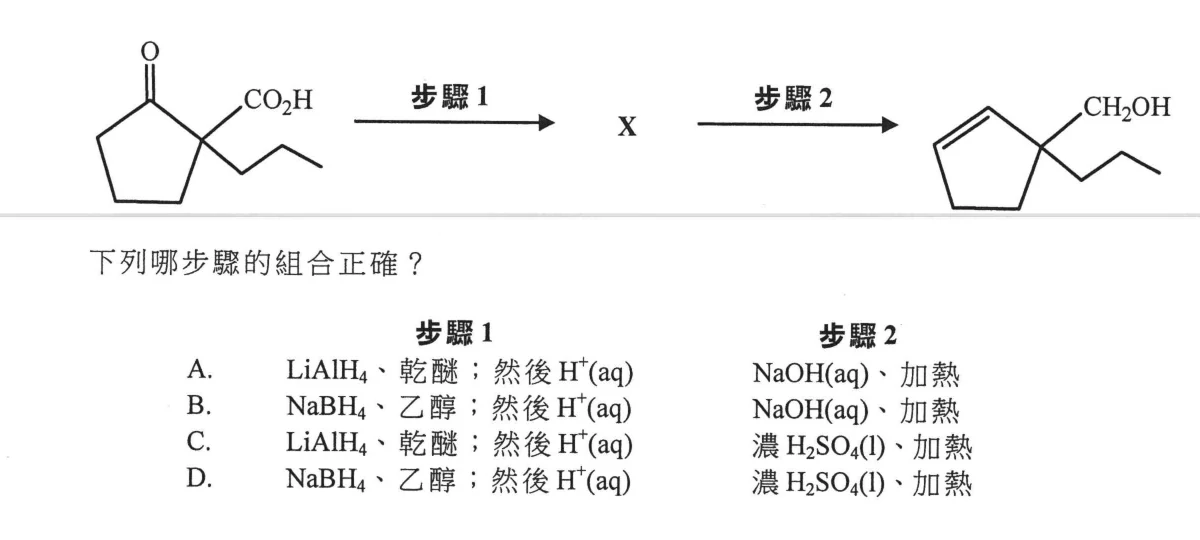 O
CO₂H
步驟 1
X
步驟 2
CH₂OH
下列哪步驟的組合正確？
步驟 1 步驟 2
A. LiAlH₄、乾醚；然後 H⁺(aq) NaOH(aq)、加熱
B. NaBH₄、乙醇；然後 H⁺(aq) NaOH(aq)、加熱
C. LiAlH₄、乾醚；然後 H⁺(aq) 濃 H₂SO₄(l)、加熱
D. NaBH₄、乙醇；然後 H⁺(aq) 濃 H₂SO₄(l)、加熱